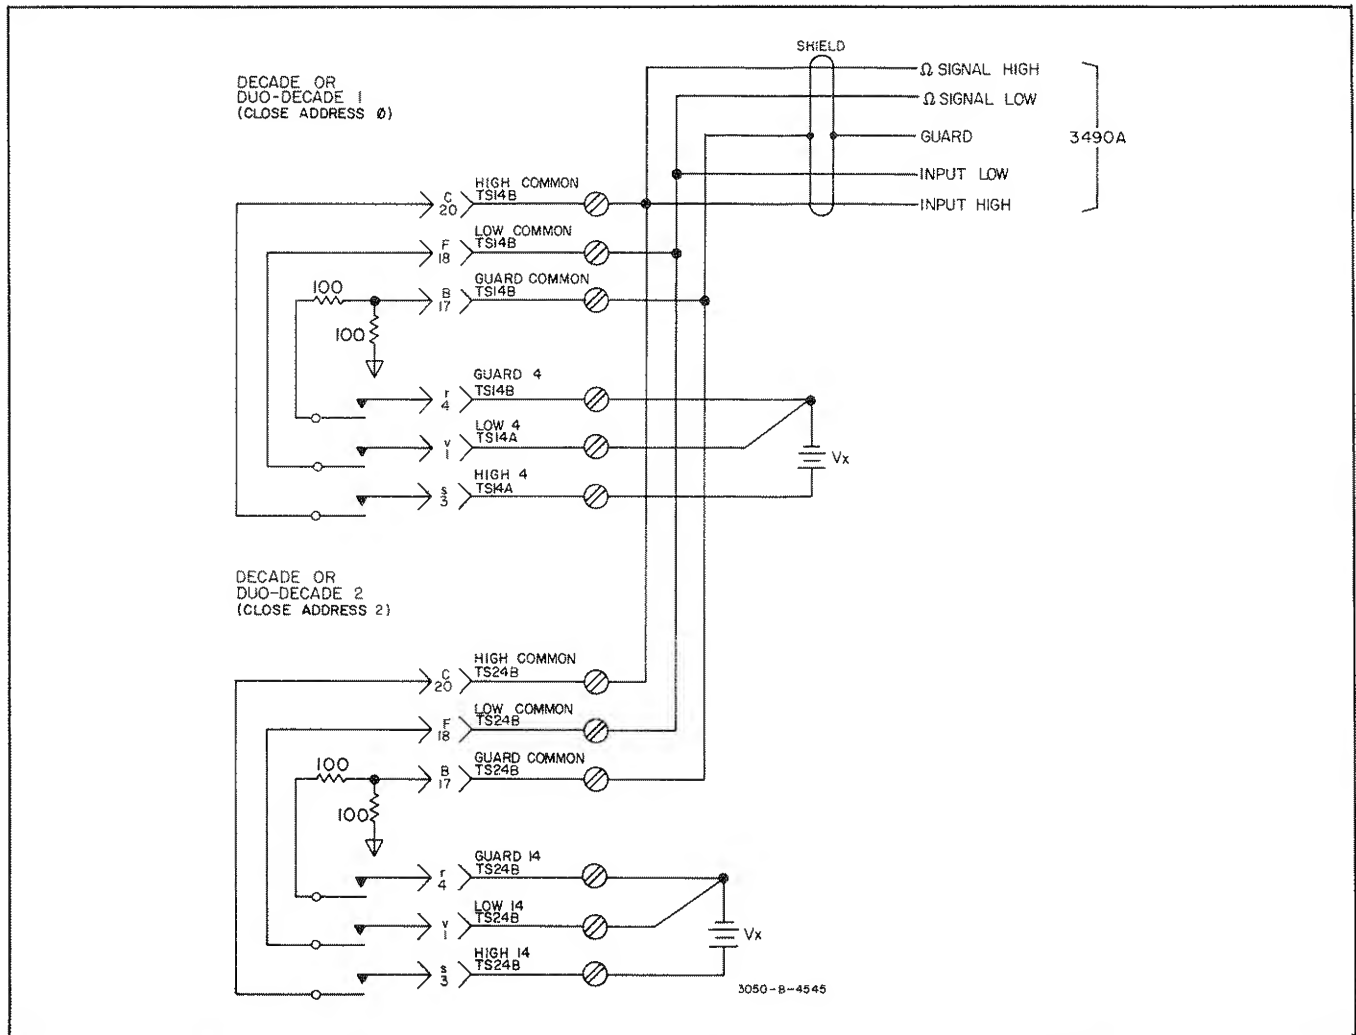 SHIELD
Ω SIGNAL HIGH
Ω SIGNAL LOW
GUARD
INPUT LOW
INPUT HIGH
3490A
DECADE OR
DUO-DECADE 1
(CLOSE ADDRESS Ø)
C
20
HIGH COMMON
TS14B
F
18
LOW COMMON
TS14B
100
100
B
17
GUARD COMMON
TS14B
r
4
GUARD 4
TS14B
v
1
LOW 4
TS14A
s
3
HIGH 4
TS14A
Vx
DECADE OR
DUO-DECADE 2
(CLOSE ADDRESS 2)
C
20
HIGH COMMON
TS24B
F
18
LOW COMMON
TS24B
100
100
B
17
GUARD COMMON
TS24B
r
4
GUARD 14
TS24B
v
1
LOW 14
TS24B
s
3
HIGH 14
TS24B
Vx
3050-B-4545